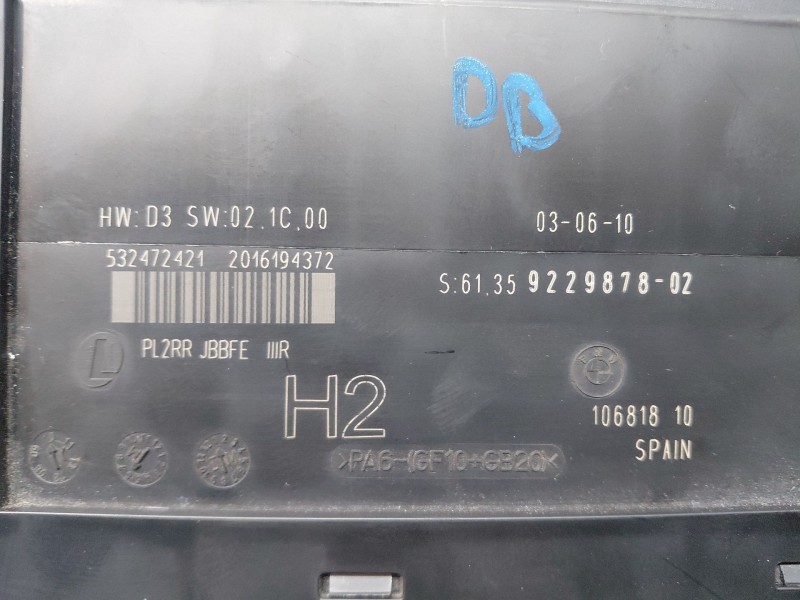 DB
HW:D3 SW:02.1C.00
03-06-10
532472421 2016194372
S:61.35 9229878-02
PL2RR JBBFE IIIR
L
BMW
H2
106818 10
SPAIN
>PA6-(GF10+GB20)<